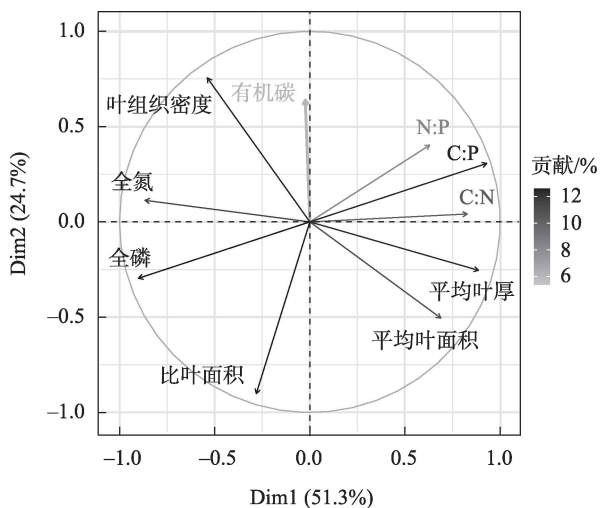 1.0
0.5
0.0
−0.5
−1.0
Dim2 (24.7%)
叶组织密度
有机碳
N:P
C:P
全氮
C:N
全磷
平均叶厚
平均叶面积
比叶面积
−1.0
−0.5
0.0
0.5
1.0
Dim1 (51.3%)
贡献/%
12
10
8
6